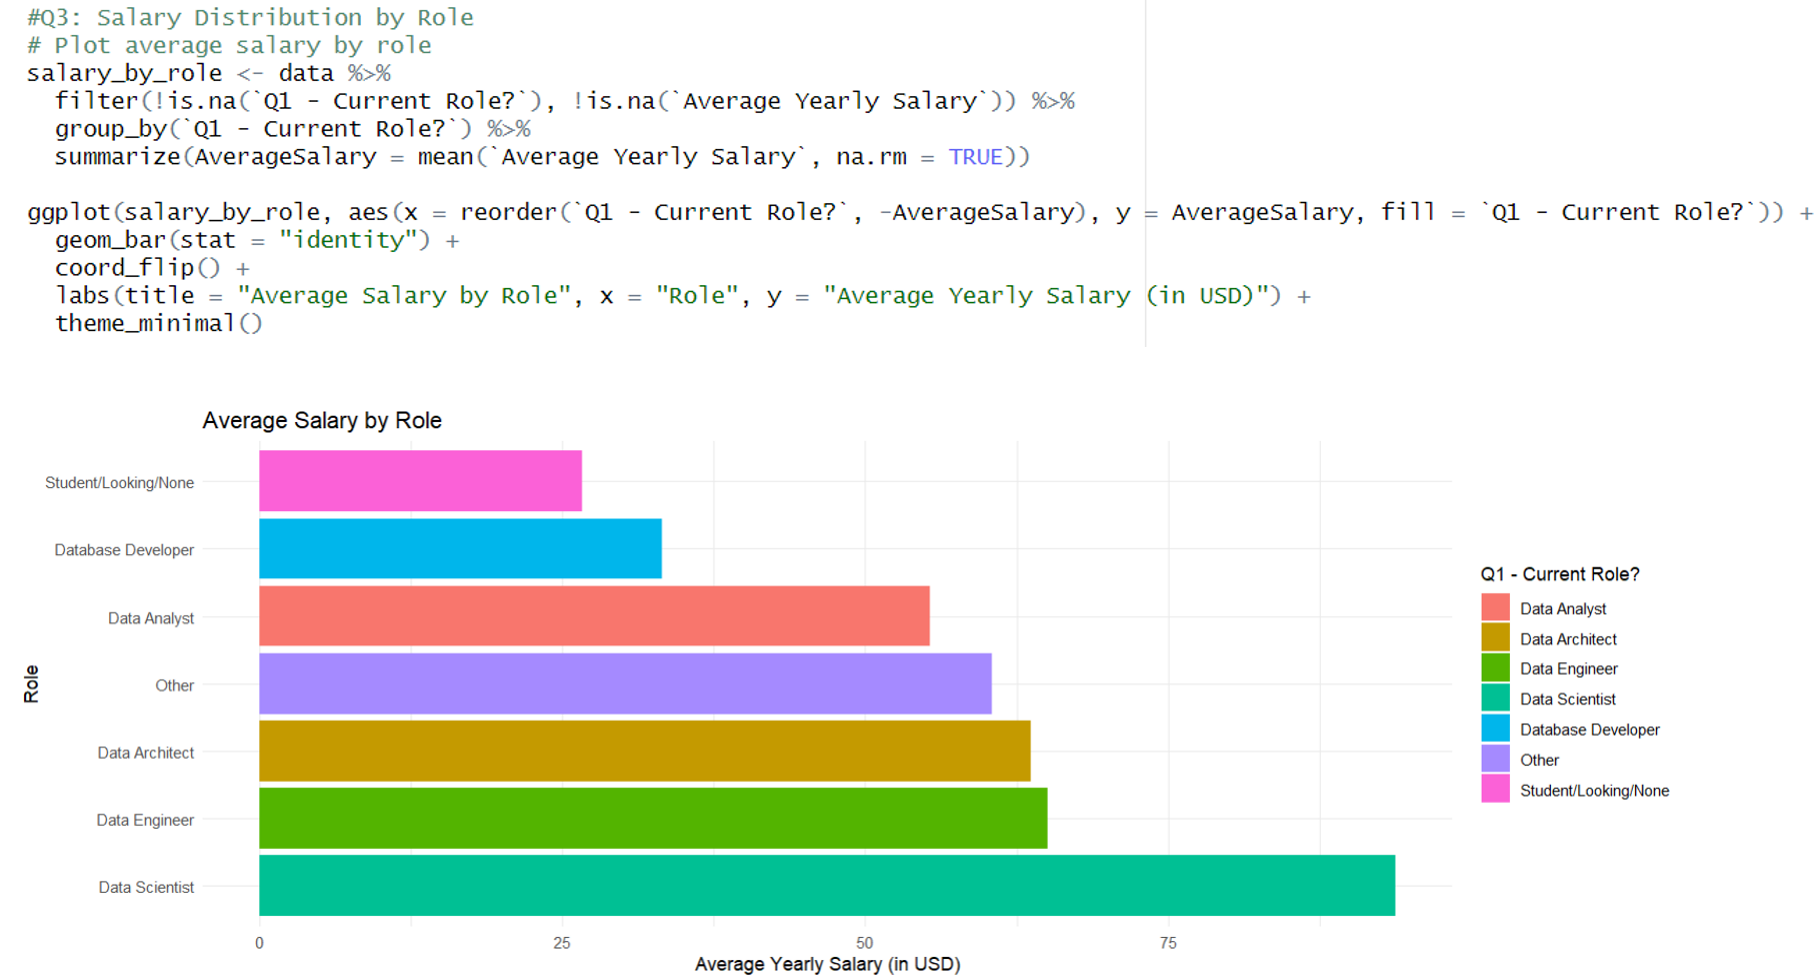 #Q3: Salary Distribution by Role
# Plot average salary by role
salary_by_role <- data %>%
  filter(!is.na(`Q1 - Current Role?`), !is.na(`Average Yearly Salary`)) %>%
  group_by(`Q1 - Current Role?`) %>%
  summarize(AverageSalary = mean(`Average Yearly Salary`, na.rm = TRUE))
ggplot(salary_by_role, aes(x = reorder(`Q1 - Current Role?`, -AverageSalary), y = AverageSalary, fill = `Q1 - Current Role?`)) +
  geom_bar(stat = "identity") +
  coord_flip() +
  labs(title = "Average Salary by Role", x = "Role", y = "Average Yearly Salary (in USD)") +
  theme_minimal()
Average Salary by Role
Role
Student/Looking/None
Database Developer
Data Analyst
Other
Data Architect
Data Engineer
Data Scientist
0 25 50 75
Average Yearly Salary (in USD)
Q1 - Current Role?
Data Analyst
Data Architect
Data Engineer
Data Scientist
Database Developer
Other
Student/Looking/None